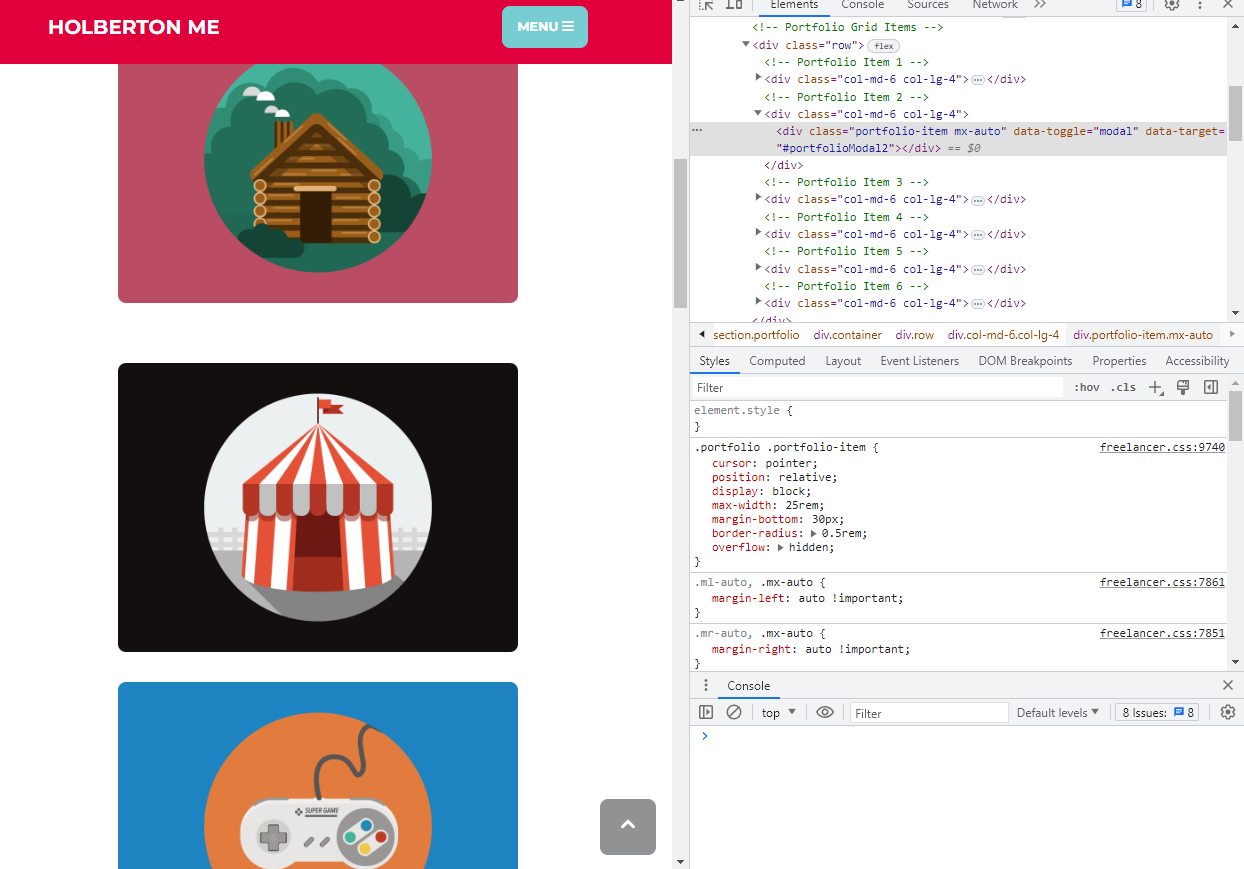 HOLBERTON ME
MENU
SUPER GAME
Elements Console Sources Network 8
<!-- Portfolio Grid Items -->
<div class="row"> flex
<!-- Portfolio Item 1 -->
<div class="col-md-6 col-lg-4"> … </div>
<!-- Portfolio Item 2 -->
<div class="col-md-6 col-lg-4">
<div class="portfolio-item mx-auto" data-toggle="modal" data-target=
"#portfolioModal2"></div> == $0
</div>
<!-- Portfolio Item 3 -->
<div class="col-md-6 col-lg-4"> … </div>
<!-- Portfolio Item 4 -->
<div class="col-md-6 col-lg-4"> … </div>
<!-- Portfolio Item 5 -->
<div class="col-md-6 col-lg-4"> … </div>
<!-- Portfolio Item 6 -->
<div class="col-md-6 col-lg-4"> … </div>
</div>
section.portfolio div.container div.row div.col-md-6.col-lg-4 div.portfolio-item.mx-auto
Styles Computed Layout Event Listeners DOM Breakpoints Properties Accessibility
Filter :hov .cls
element.style {
}
.portfolio .portfolio-item { freelancer.css:9740
cursor: pointer;
position: relative;
display: block;
max-width: 25rem;
margin-bottom: 30px;
border-radius: 0.5rem;
overflow: hidden;
}
.ml-auto, .mx-auto { freelancer.css:7861
margin-left: auto !important;
}
.mr-auto, .mx-auto { freelancer.css:7851
margin-right: auto !important;
}
Console
top Filter Default levels 8 Issues: 8